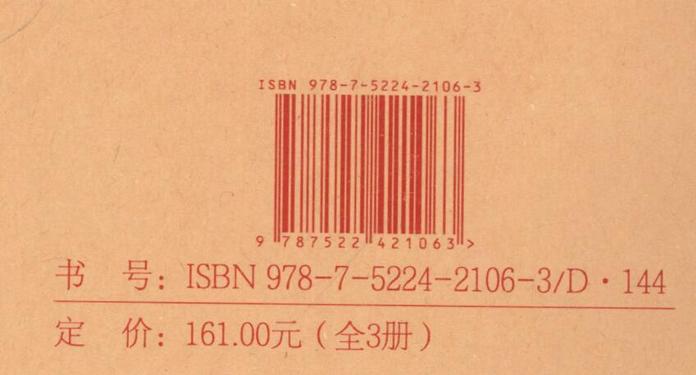 ISBN 978-7-5224-2106-3
9 787522 421063 >
书 号：ISBN 978-7-5224-2106-3/D·144
定 价：161.00元（全3册）